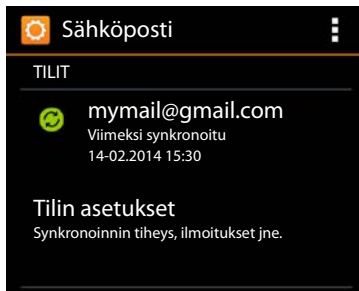 Sähköposti
TILIT
mymail@gmail.com
Viimeksi synkronoitu
14-02.2014 15:30
Tilin asetukset
Synkronoinnin tiheys, ilmoitukset jne.